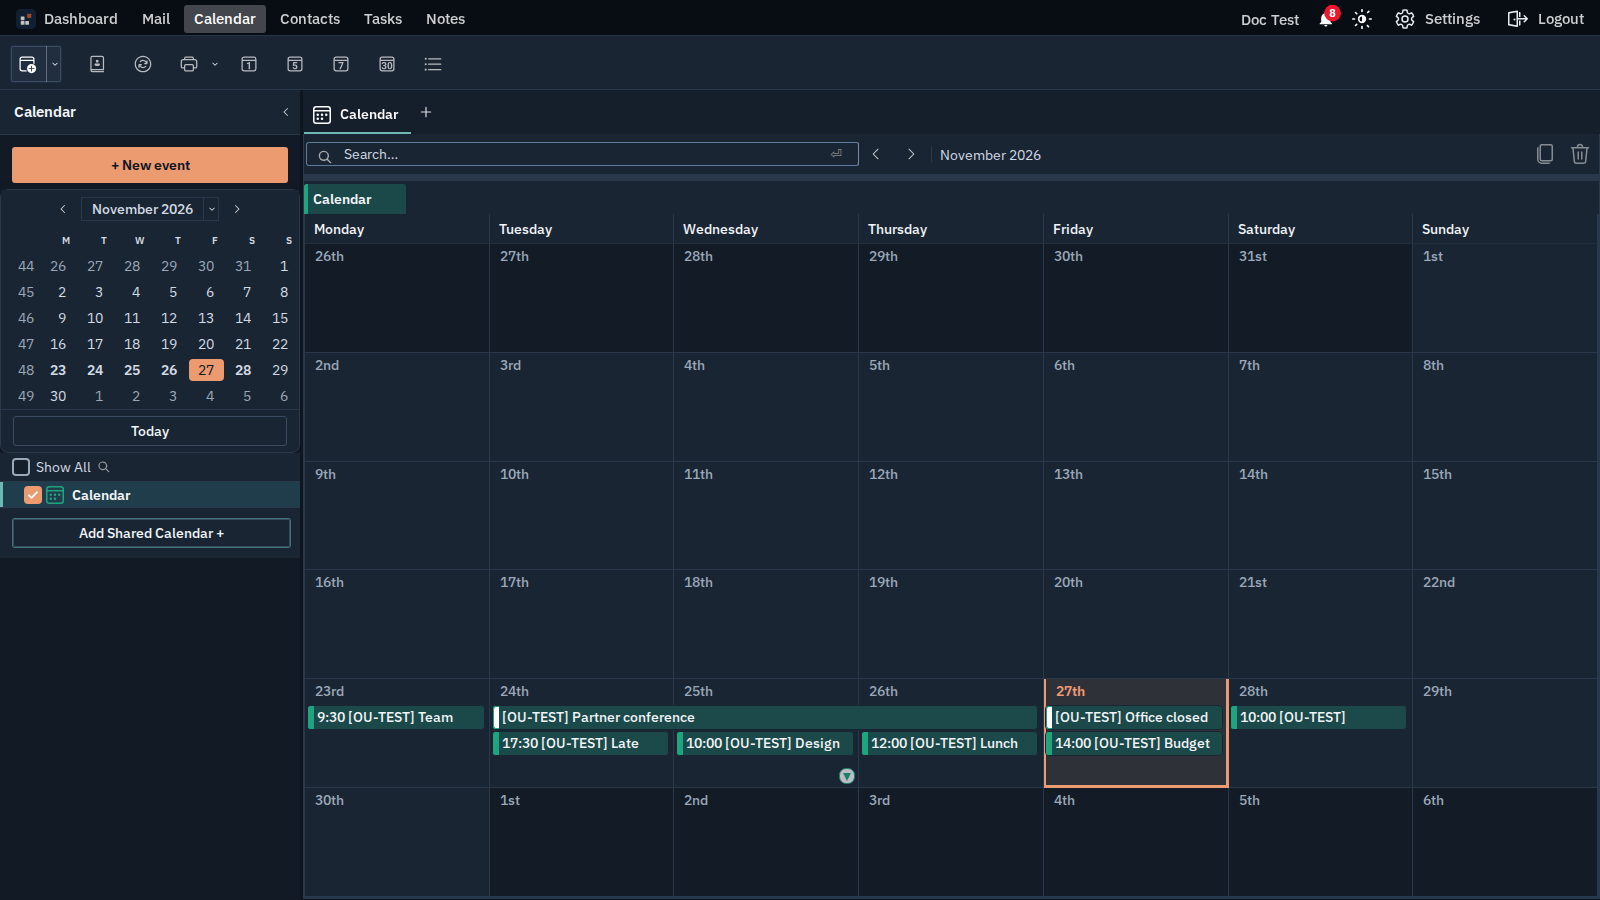 Dashboard Mail Calendar Contacts Tasks Notes Doc Test 8 Settings Logout
1 5 7 30
Calendar
Calendar
+ New event
Search...
November 2026
November 2026
Calendar
M T W T F S S
44 26 27 28 29 30 31 1
45 2 3 4 5 6 7 8
46 9 10 11 12 13 14 15
47 16 17 18 19 20 21 22
48 23 24 25 26 27 28 29
49 30 1 2 3 4 5 6
Today
Show All
Calendar
Add Shared Calendar +
Monday Tuesday Wednesday Thursday Friday Saturday Sunday
26th 27th 28th 29th 30th 31st 1st
2nd 3rd 4th 5th 6th 7th 8th
9th 10th 11th 12th 13th 14th 15th
16th 17th 18th 19th 20th 21st 22nd
23rd 24th 25th 26th 27th 28th 29th
9:30 [OU-TEST] Team [OU-TEST] Partner conference [OU-TEST] Office closed 10:00 [OU-TEST]
17:30 [OU-TEST] Late 10:00 [OU-TEST] Design 12:00 [OU-TEST] Lunch 14:00 [OU-TEST] Budget
30th 1st 2nd 3rd 4th 5th 6th